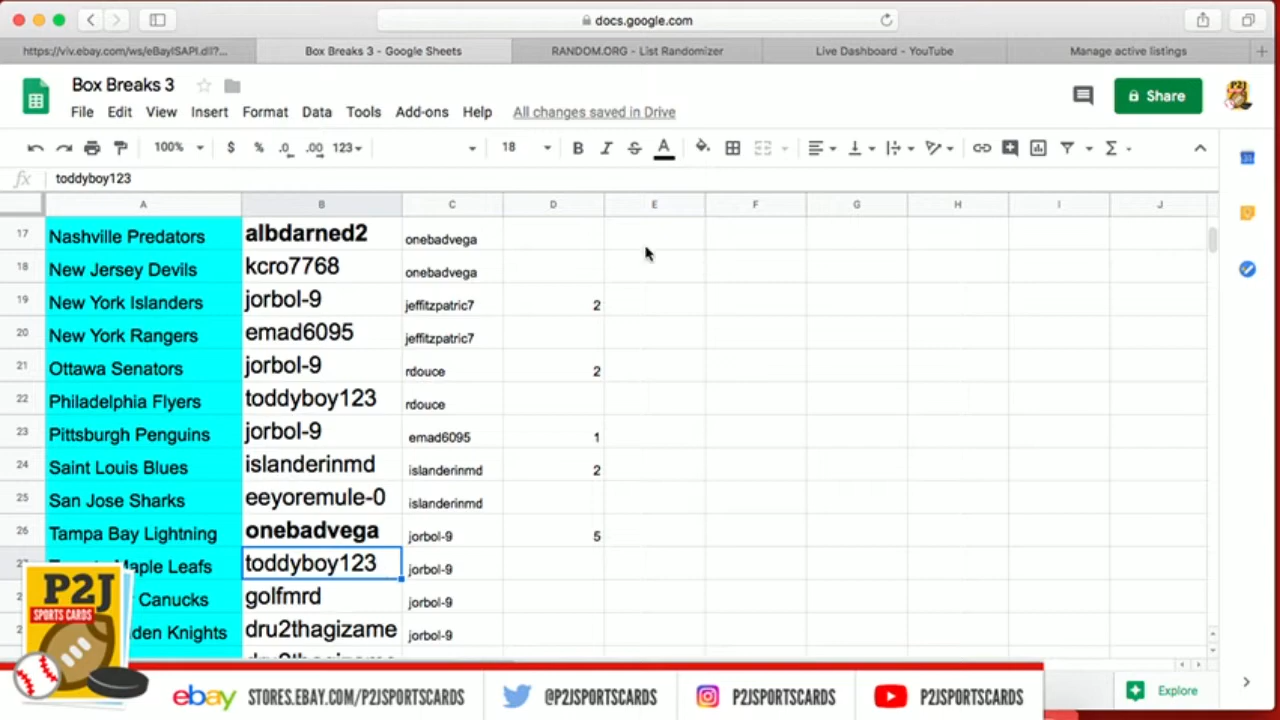 docs.google.com
https://viv.ebay.com/ws/eBayISAPI.dll?...
Box Breaks 3 - Google Sheets
RANDOM.ORG - List Randomizer
Live Dashboard - YouTube
Manage active listings
Box Breaks 3
File Edit View Insert Format Data Tools Add-ons Help All changes saved in Drive
Share
100% $ % .0 .00 123 18 B I S A
fx toddyboy123
A B C D E F G H I J
17 Nashville Predators albdarned2 onebadvega
18 New Jersey Devils kcro7768 onebadvega
19 New York Islanders jorbol-9 jeffitzpatric7 2
20 New York Rangers emad6095 jeffitzpatric7
21 Ottawa Senators jorbol-9 rdouce 2
22 Philadelphia Flyers toddyboy123 rdouce
23 Pittsburgh Penguins jorbol-9 emad6095 1
24 Saint Louis Blues islanderinmd islanderinmd 2
25 San Jose Sharks eeyoremule-0 islanderinmd
26 Tampa Bay Lightning onebadvega jorbol-9 5
aple Leafs toddyboy123 jorbol-9
Canucks golfmrd jorbol-9
den Knights dru2thagizame jorbol-9
P2J
SPORTS CARDS
ebay STORES.EBAY.COM/P2JSPORTSCARDS @P2JSPORTSCARDS P2JSPORTSCARDS P2JSPORTSCARDS
Explore